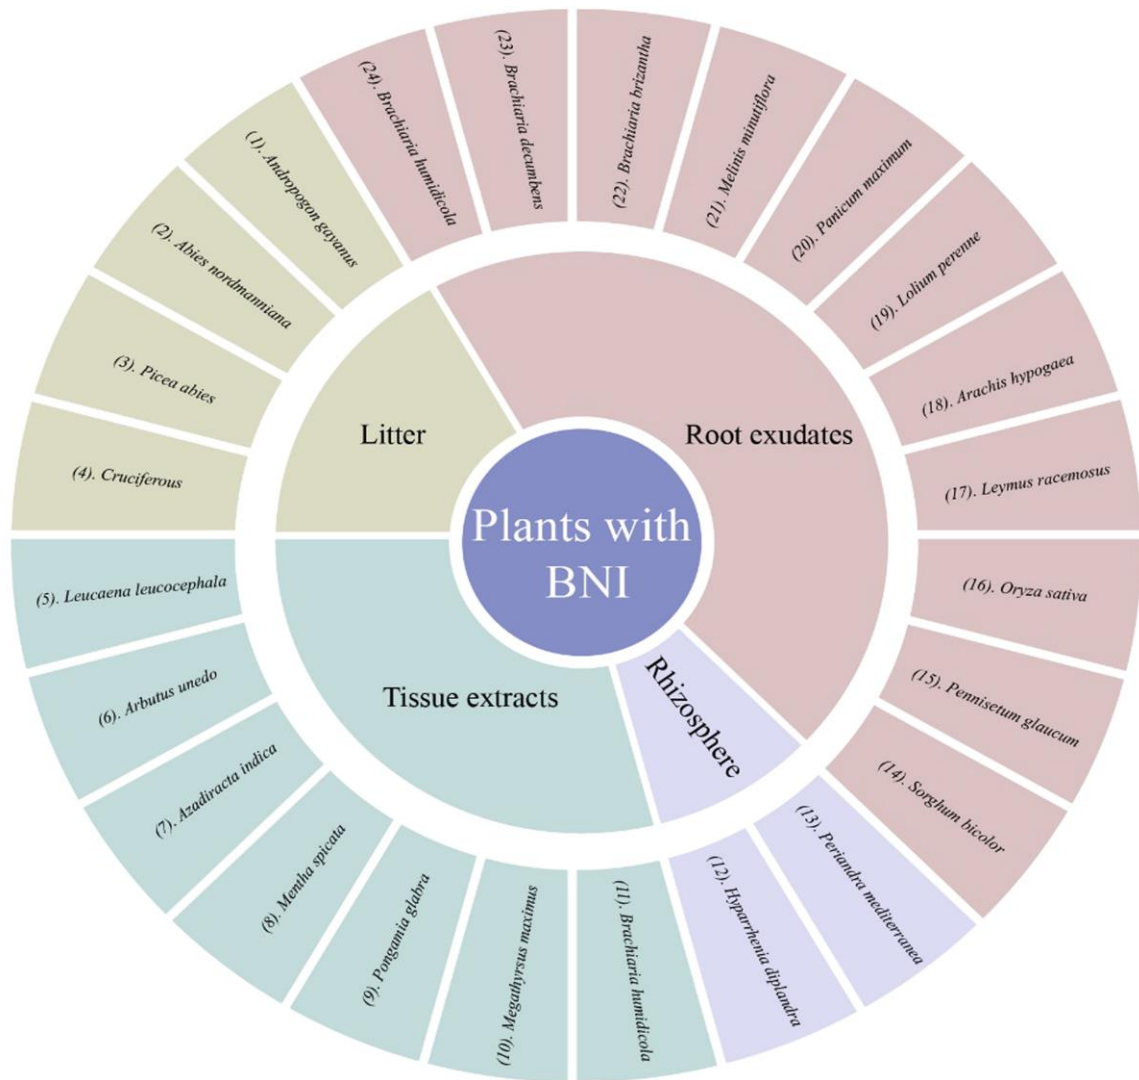 Plants with
BNI
Litter
Root exudates
Tissue extracts
Rhizosphere
(1). Andropogon gayanus
(2). Abies nordmanniana
(3). Picea abies
(4). Cruciferous
(5). Leucaena leucocephala
(6). Arbutus unedo
(7). Azadiracta indica
(8). Mentha spicata
(9). Pongamia glabra
(10). Megathyrsus maximus
(11). Brachiaria humidicola
(12). Hyparrhenia diplandra
(13). Periandra mediterranea
(14). Sorghum bicolor
(15). Pennisetum glaucum
(16). Oryza sativa
(17). Leymus racemosus
(18). Arachis hypogaea
(19). Lolium perenne
(20). Panicum maximum
(21). Melinis minutiflora
(22). Brachiaria brizantha
(23). Brachiaria decumbens
(24). Brachiaria humidicola